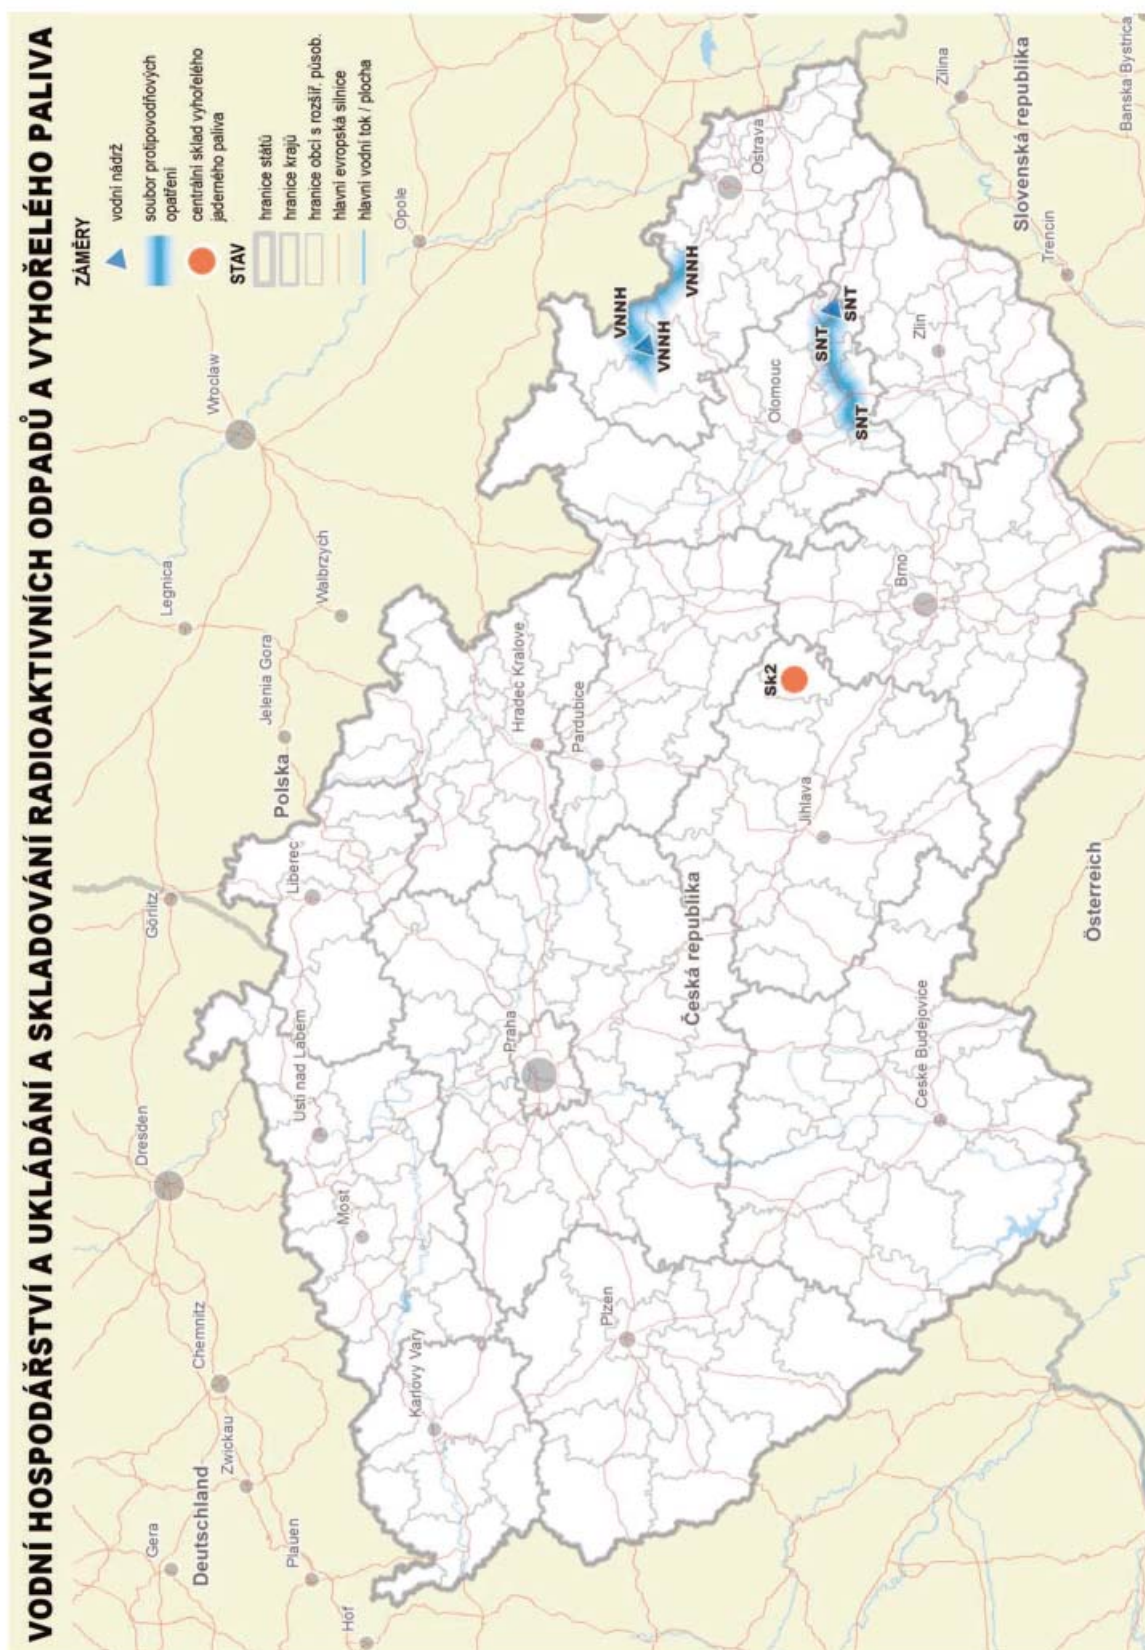 VODNÍ HOSPODÁŘSTVÍ A UKLÁDÁNÍ A SKLADOVÁNÍ RADIOAKTIVNÍCH ODPADŮ A VYHOŘELÉHO PALIVA
ZÁMĚRY
vodní nádrž
soubor protipovodňových
opatření
centrální sklad vyhořelého
jaderného paliva
STAV
hranice států
hranice krajů
hranice obcí s rozšíř. působ.
hlavní evropská silnice
hlavní vodní tok / plocha
Gera
Zwickau
Chemnitz
Dresden
Görlitz
Legnica
Wroclaw
Deutschland
Plauen
Hof
Jelenia Gora
Walbrzych
Polska
Opole
Liberec
Usti nad Labem
Most
Karlovy Vary
Praha
Hradec Kralove
Pardubice
Plzen
Česká republika
VNNH
VNNH
VNNH
Ostrava
Sk2
Olomouc
SNT
SNT
SNT
Jihlava
Brno
Zlin
Ceske Budejovice
Zilina
Slovenská republika
Trencin
Banska Bystrica
Österreich